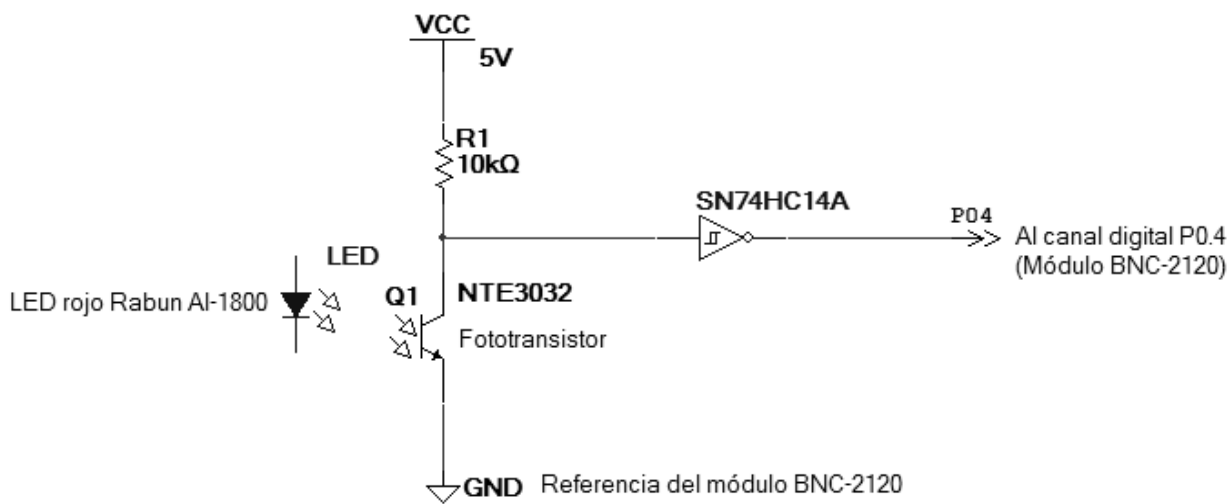 VCC
5V
R1
10kΩ
SN74HC14A
P04
Al canal digital P0.4
(Módulo BNC-2120)
LED
LED rojo Rabun AI-1800
Q1
NTE3032
Fototransistor
GND
Referencia del módulo BNC-2120